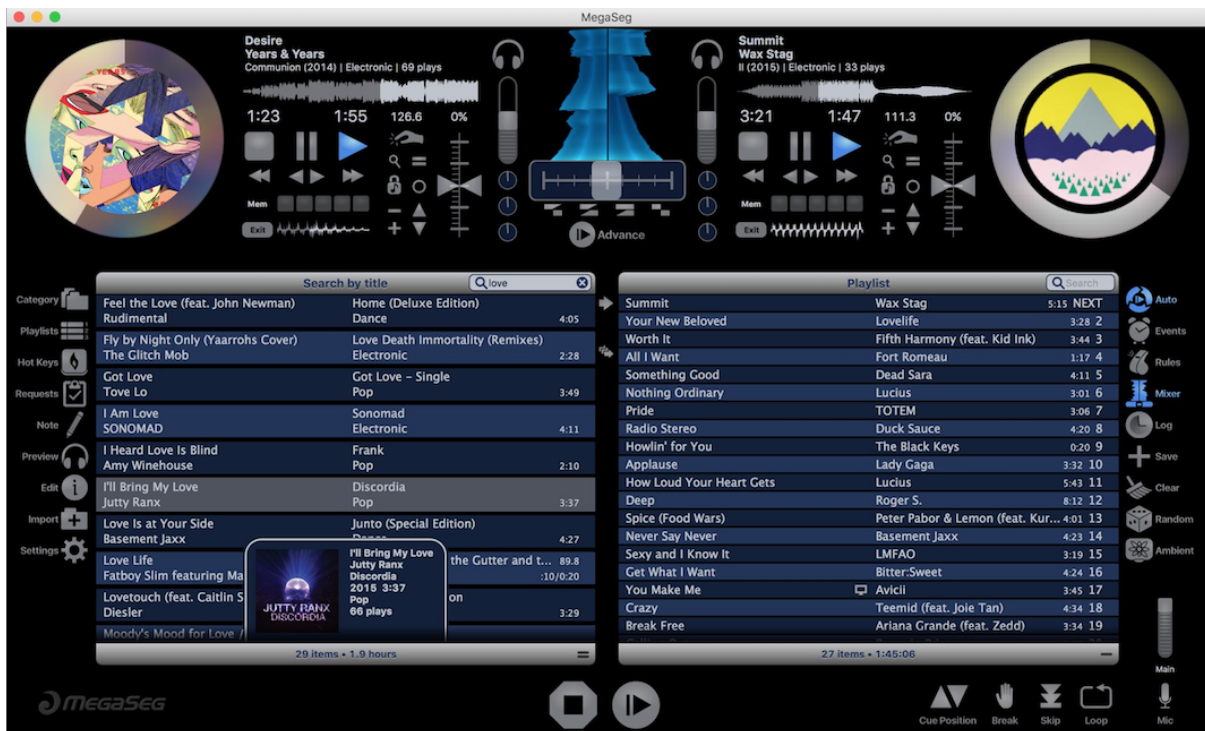 MegaSeg
Desire
Years & Years
Communion (2014) | Electronic | 69 plays
1:23 1:55 126.6 0%
Mem
Exit
Advance
Summit
Wax Stag
II (2015) | Electronic | 33 plays
3:21 1:47 111.3 0%
Mem
Exit
Category
Playlists
Hot Keys
Requests
Note
Preview
Edit
Import
Settings
Search by title love
Feel the Love (feat. John Newman) Home (Deluxe Edition)
Rudimental Dance 4:05
Fly by Night Only (Yaarrohs Cover) Love Death Immortality (Remixes)
The Glitch Mob Electronic 2:28
Got Love Got Love – Single
Tove Lo Pop 3:49
I Am Love Sonomad
SONOMAD Electronic 4:11
I Heard Love Is Blind Frank
Amy Winehouse Pop 2:10
I'll Bring My Love Discordia
Jutty Ranx Pop 3:37
Love Is at Your Side Junto (Special Edition)
Basement Jaxx 4:27
Love Life the Gutter and t... 89.8
Fatboy Slim featuring Ma :10/0:20
Lovetouch (feat. Caitlin S on
Diesler 3:29
Moody's Mood for Love /
I'll Bring My Love
Jutty Ranx
Discordia
2015 3:37
Pop
66 plays
JUTTY RANX
DISCORDIA
29 items • 1.9 hours
Playlist Search
Summit Wax Stag 5:15 NEXT
Your New Beloved Lovelife 3:28 2
Worth It Fifth Harmony (feat. Kid Ink) 3:44 3
All I Want Fort Romeau 1:17 4
Something Good Dead Sara 4:11 5
Nothing Ordinary Lucius 3:01 6
Pride TOTEM 3:06 7
Radio Stereo Duck Sauce 4:20 8
Howlin' for You The Black Keys 0:20 9
Applause Lady Gaga 3:32 10
How Loud Your Heart Gets Lucius 5:43 11
Deep Roger S. 8:12 12
Spice (Food Wars) Peter Pabor & Lemon (feat. Kur... 4:01 13
Never Say Never Basement Jaxx 4:23 14
Sexy and I Know It LMFAO 3:19 15
Get What I Want Bitter:Sweet 4:24 16
You Make Me Avicii 3:45 17
Crazy Teemid (feat. Joie Tan) 4:34 18
Break Free Ariana Grande (feat. Zedd) 3:34 19
27 items • 1:45:06
Auto
Events
Rules
Mixer
Log
Save
Clear
Random
Ambient
Main
MegaSeg
Cue Position Break Skip Loop Mic